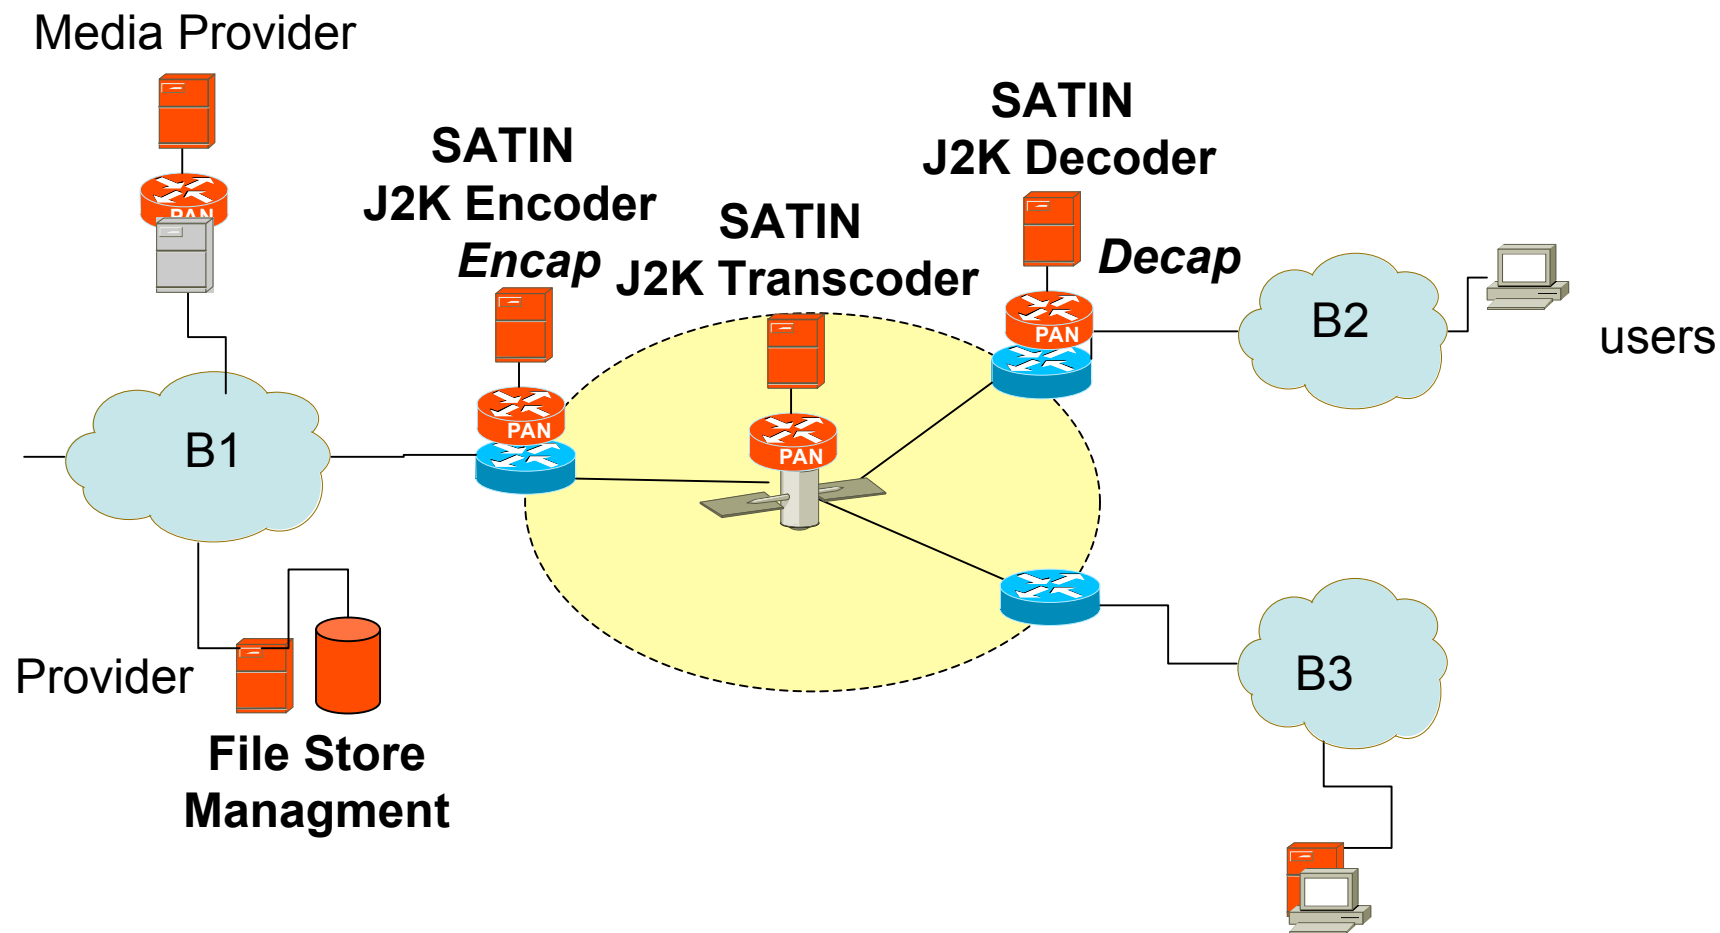 Media Provider
PAN
SATIN
J2K Encoder
Encap
PAN
SATIN
J2K Transcoder
PAN
SATIN
J2K Decoder
Decap
PAN
B1
B2
users
B3
Provider
File Store
Managment